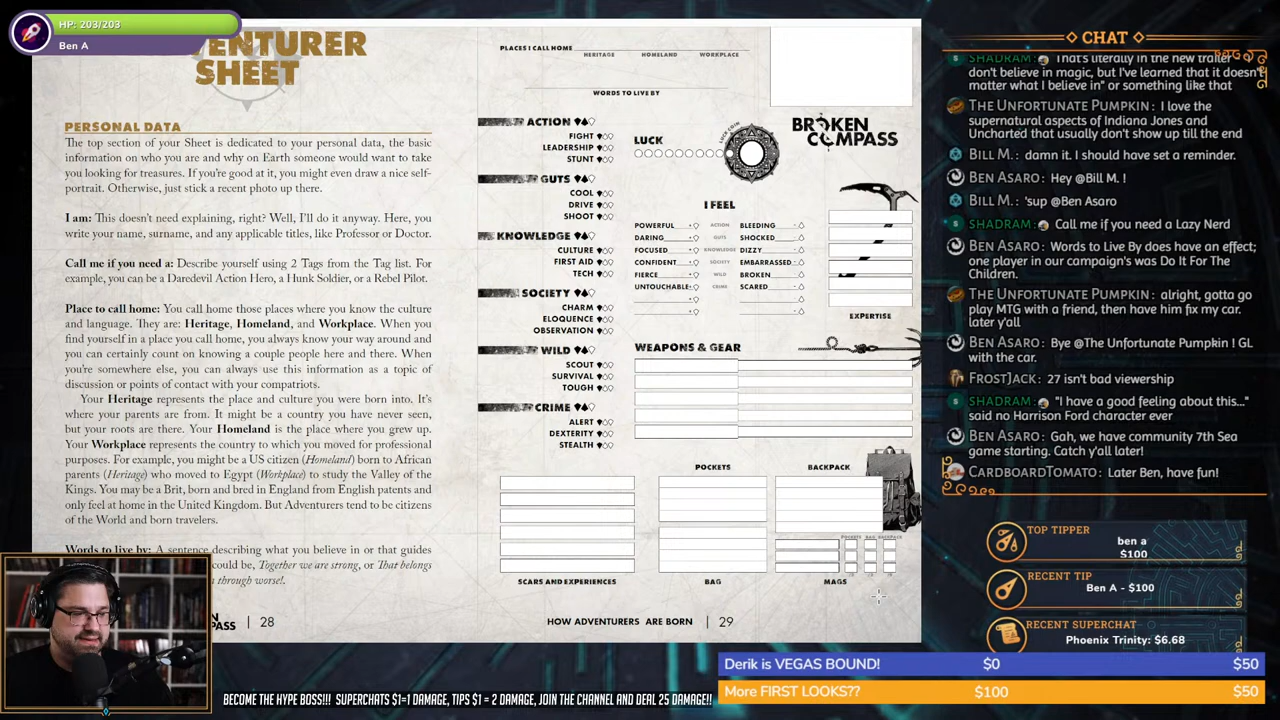 HP: 203/203
Ben A
VENTURER
SHEET
PERSONAL DATA
The top section of your Sheet is dedicated to your personal data, the basic
information on who you are and why on Earth someone would want to take
you looking for treasures. If you're good at it, you might even draw a nice self-
portrait. Otherwise, just stick a recent photo up there.
I am: This doesn't need explaining, right? Well, I'll do it anyway. Here, you
write your name, surname, and any applicable titles, like Professor or Doctor.
Call me if you need a: Describe yourself using 2 Tags from the Tag list. For
example, you can be a Daredevil Action Hero, a Hunk Soldier, or a Rebel Pilot.
Place to call home: You call home those places where you know the culture
and language. They are: Heritage, Homeland, and Workplace. When you
find yourself in a place you call home, you always know your way around and
you can certainly count on knowing a couple people here and there. When
you're somewhere else, you can always use this information as a topic of
discussion or points of contact with your compatriots.
Your Heritage represents the place and culture you were born into. It's
where your parents are from. It might be a country you have never seen,
but your roots are there. Your Homeland is the place where you grew up.
Your Workplace represents the country to which you moved for professional
purposes. For example, you might be a US citizen (Homeland) born to African
parents (Heritage) who moved to Egypt (Workplace) to study the Valley of the
Kings. You may be a Brit, born and bred in England from English patents and
only feel at home in the United Kingdom. But Adventurers tend to be citizens
of the World and born travelers.
Words to live by: A sentence describing what you believe in or that guides
could be, Together we are strong, or That belongs
through worse!.
PASS | 28
PLACES I CALL HOME
HERITAGE HOMELAND WORKPLACE
WORDS TO LIVE BY
ACTION
FIGHT
LEADERSHIP
STUNT
GUTS
COOL
DRIVE
SHOOT
KNOWLEDGE
CULTURE
FIRST AID
TECH
SOCIETY
CHARM
ELOQUENCE
OBSERVATION
WILD
SCOUT
SURVIVAL
TOUGH
CRIME
ALERT
DEXTERITY
STEALTH
LUCK
LUCK COIN
BROKEN
COMPASS
I FEEL
POWERFUL ACTION BLEEDING
DARING GUTS SHOCKED
FOCUSED KNOWLEDGE DIZZY
CONFIDENT SOCIETY EMBARRASSED
FIERCE WILD BROKEN
UNTOUCHABLE CRIME SCARED
EXPERTISE
WEAPONS & GEAR
POCKETS
BACKPACK
POCKETS BAG BACKPACK
SCARS AND EXPERIENCES
BAG
MAGS
HOW ADVENTURERS ARE BORN | 29
CHAT
SHADRAM: That's literally in the new trailer
don't believe in magic, but I've learned that it doesn't
matter what I believe in" or something like that
THE UNFORTUNATE PUMPKIN: I love the
supernatural aspects of Indiana Jones and
Uncharted that usually don't show up till the end
BILL M.: damn it. I should have set a reminder.
BEN ASARO: Hey @Bill M. !
BILL M.: 'sup @Ben Asaro
SHADRAM: Call me if you need a Lazy Nerd
BEN ASARO: Words to Live By does have an effect;
one player in our campaign's was Do It For The
Children.
THE UNFORTUNATE PUMPKIN: alright, gotta go
play MTG with a friend, then have him fix my car.
later y'all
BEN ASARO: Bye @The Unfortunate Pumpkin ! GL
with the car.
FROSTJACK: 27 isn't bad viewership
SHADRAM: "I have a good feeling about this..."
said no Harrison Ford character ever
BEN ASARO: Gah, we have community 7th Sea
game starting. Catch y'all later!
CARDBOARDTOMATO: Later Ben, have fun!
TOP TIPPER
ben a
$100
RECENT TIP
Ben A - $100
RECENT SUPERCHAT
Phoenix Trinity: $6.68
Derik is VEGAS BOUND! $0 $50
More FIRST LOOKS?? $100 $50
BECOME THE HYPE BOSS!!! SUPERCHATS $1=1 DAMAGE, TIPS $1 = 2 DAMAGE, JOIN THE CHANNEL AND DEAL 25 DAMAGE!!